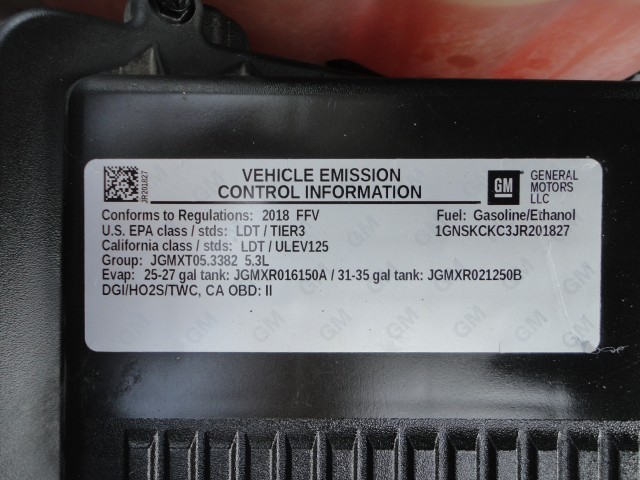 JR201827
VEHICLE EMISSION
CONTROL INFORMATION
GM
GENERAL
MOTORS
LLC
Conforms to Regulations: 2018 FFV
Fuel: Gasoline/Ethanol
U.S. EPA class / stds: LDT / TIER3
1GNSKCKC3JR201827
California class / stds: LDT / ULEV125
Group: JGMXT05.3382 5.3L
Evap: 25-27 gal tank: JGMXR016150A / 31-35 gal tank: JGMXR021250B
DGI/HO2S/TWC, CA OBD: II